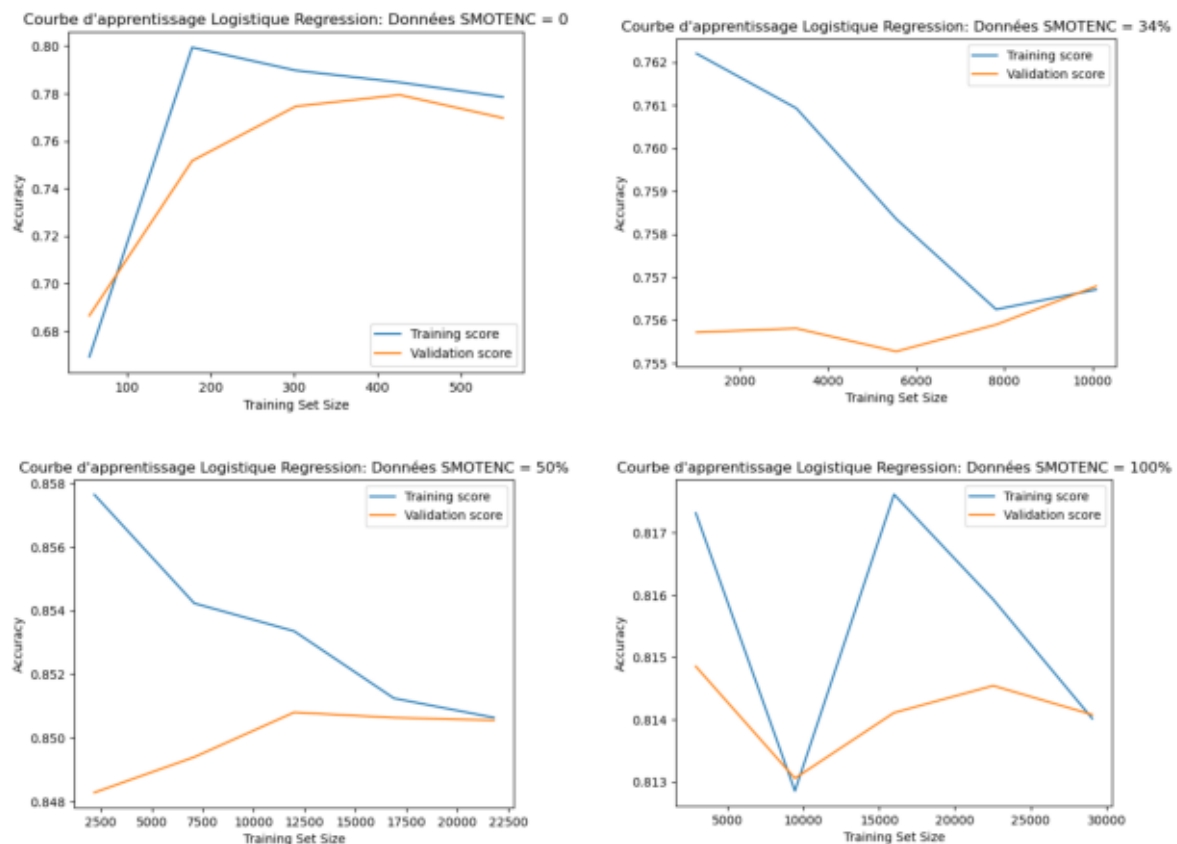 Courbe d'apprentissage Logistique Regression: Données SMOTENC = 0
0.80
0.78
0.76
0.74
0.72
0.70
0.68
Accuracy
Training score
Validation score
100
200
300
400
500
Training Set Size
Courbe d'apprentissage Logistique Regression: Données SMOTENC = 34%
0.762
0.761
0.760
0.759
0.758
0.757
0.756
0.755
Accuracy
Training score
Validation score
2000
4000
6000
8000
10000
Training Set Size
Courbe d'apprentissage Logistique Regression: Données SMOTENC = 50%
0.858
0.856
0.854
0.852
0.850
0.848
Accuracy
Training score
Validation score
2500
5000
7500
10000
12500
15000
17500
20000
22500
Training Set Size
Courbe d'apprentissage Logistique Regression: Données SMOTENC = 100%
0.817
0.816
0.815
0.814
0.813
Accuracy
Training score
Validation score
5000
10000
15000
20000
25000
30000
Training Set Size